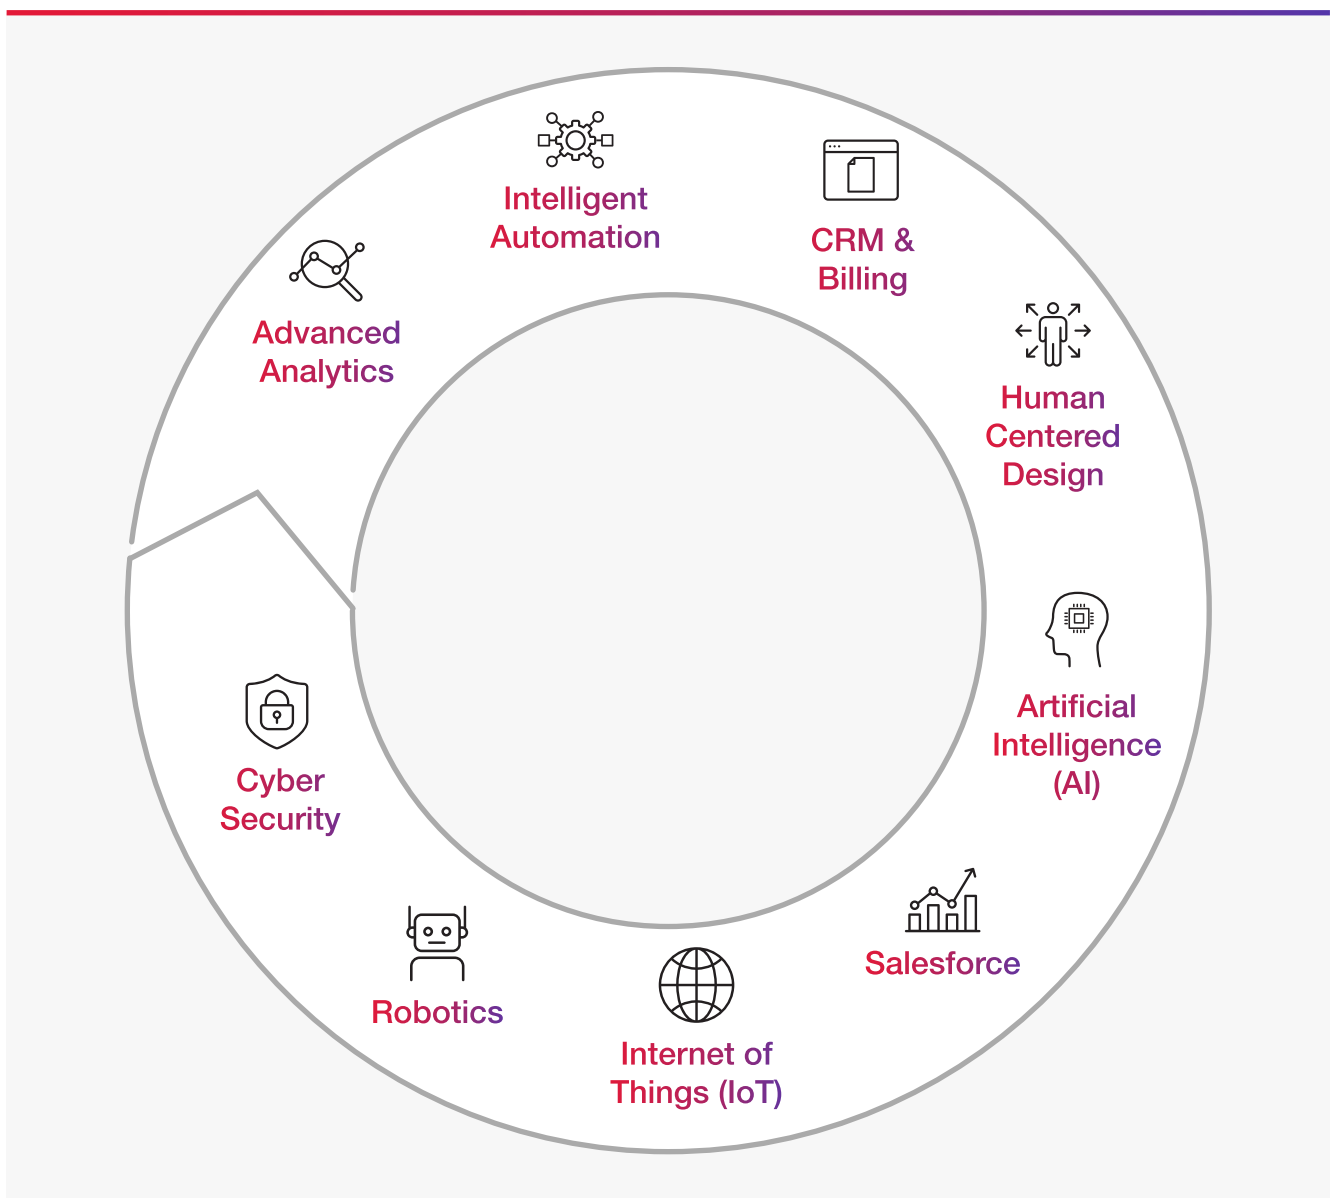 Intelligent
Automation
CRM &
Billing
Human
Centered
Design
Artificial
Intelligence
(AI)
Salesforce
Internet of
Things (IoT)
Robotics
Cyber
Security
Advanced
Analytics